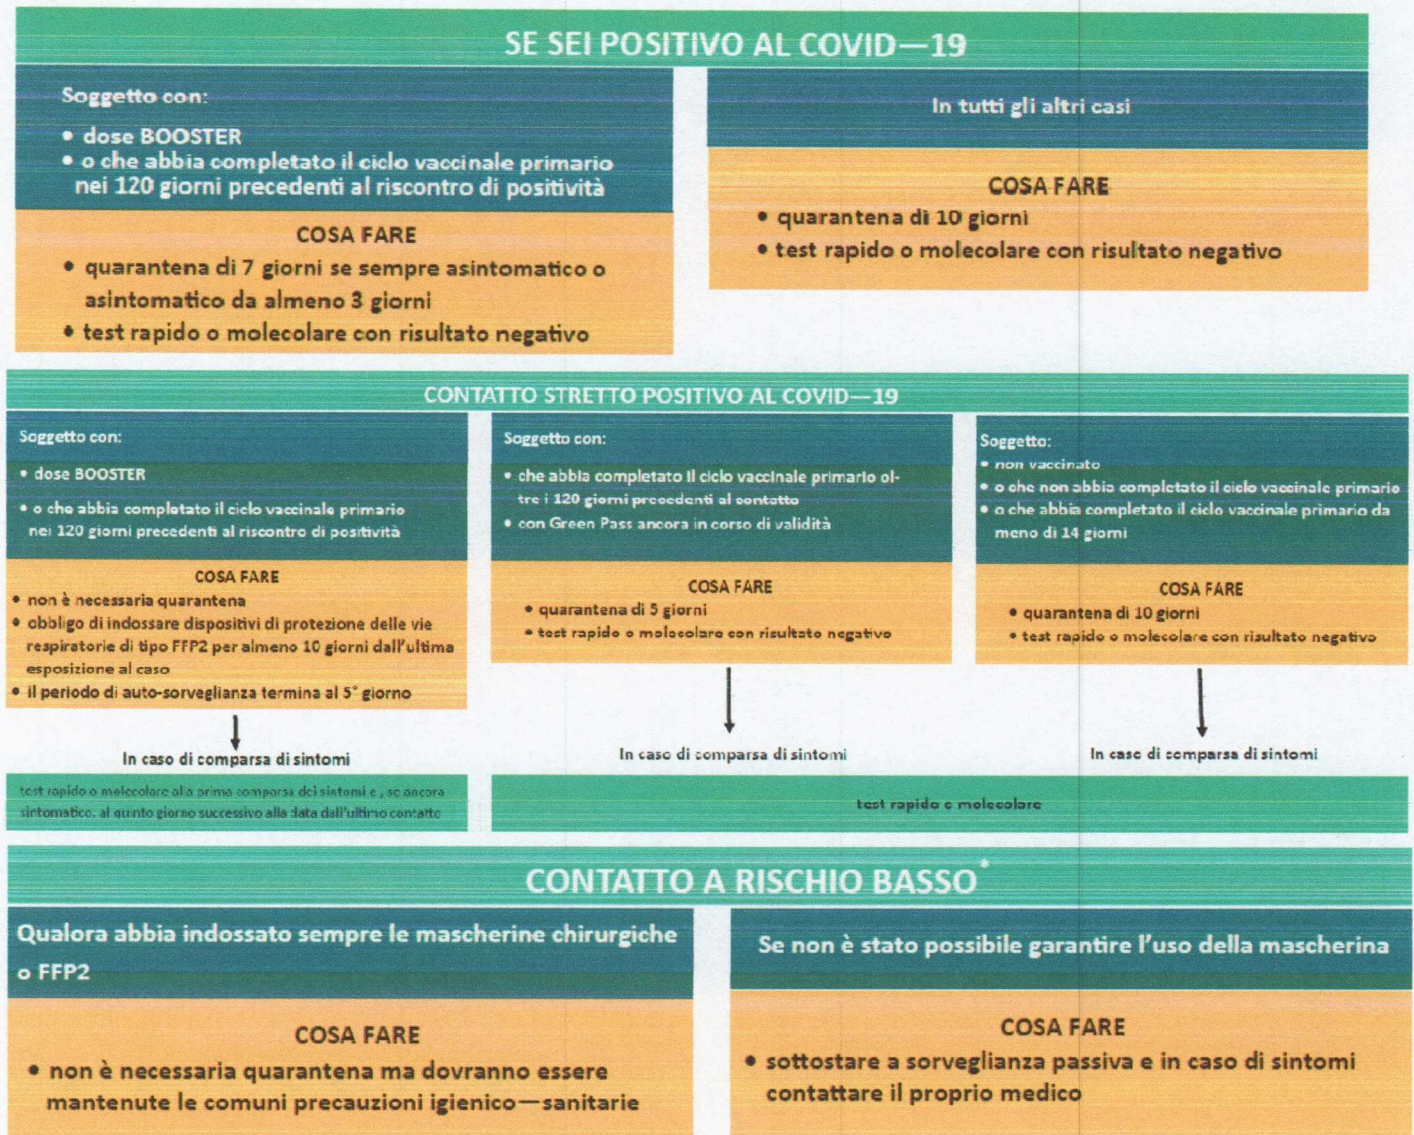 SE SEI POSITIVO AL COVID—19
Soggetto con:
• dose BOOSTER
• o che abbia completato il ciclo vaccinale primario
nei 120 giorni precedenti al riscontro di positività
COSA FARE
• quarantena di 7 giorni se sempre asintomatico o
asintomatico da almeno 3 giorni
• test rapido o molecolare con risultato negativo
In tutti gli altri casi
COSA FARE
• quarantena di 10 giorni
• test rapido o molecolare con risultato negativo
CONTATTO STRETTO POSITIVO AL COVID—19
Soggetto con:
• dose BOOSTER
• o che abbia completato il ciclo vaccinale primario
nei 120 giorni precedenti al riscontro di positività
COSA FARE
• non è necessaria quarantena
• obbligo di indossare dispositivi di protezione delle vie
respiratorie di tipo FFP2 per almeno 10 giorni dall'ultima
esposizione al caso
• il periodo di auto-sorveglianza termina al 5° giorno
In caso di comparsa di sintomi
test rapido o molecolare alla prima comparsa dei sintomi e , se ancora
sintomatico, al quinto giorno successivo alla data dall'ultimo contatto
Soggetto con:
• che abbia completato il ciclo vaccinale primario ol-
tre i 120 giorni precedenti al contatto
• con Green Pass ancora in corso di validità
COSA FARE
• quarantena di 5 giorni
• test rapido o molecolare con risultato negativo
In caso di comparsa di sintomi
Soggetto:
• non vaccinato
• o che non abbia completato il ciclo vaccinale primario
• o che abbia completato il ciclo vaccinale primario da
meno di 14 giorni
COSA FARE
• quarantena di 10 giorni
• test rapido o molecolare con risultato negativo
In caso di comparsa di sintomi
test rapido o molecolare
CONTATTO A RISCHIO BASSO*
Qualora abbia indossato sempre le mascherine chirurgiche
o FFP2
COSA FARE
• non è necessaria quarantena ma dovranno essere
mantenute le comuni precauzioni igienico—sanitarie
Se non è stato possibile garantire l'uso della mascherina
COSA FARE
• sottostare a sorveglianza passiva e in caso di sintomi
contattare il proprio medico